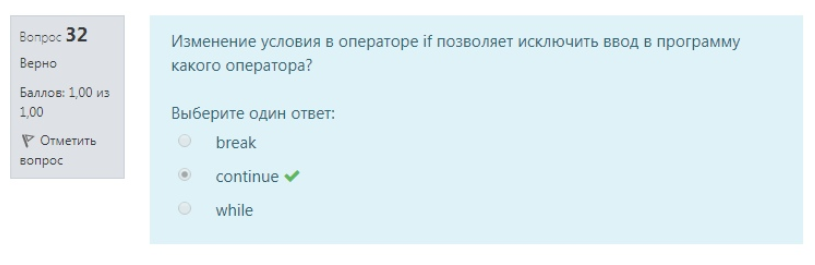 Вопрос 32
Верно
Баллов: 1,00 из
1,00
Отметить
вопрос
Изменение условия в операторе if позволяет исключить ввод в программу
какого оператора?
Выберите один ответ:
break
continue
while